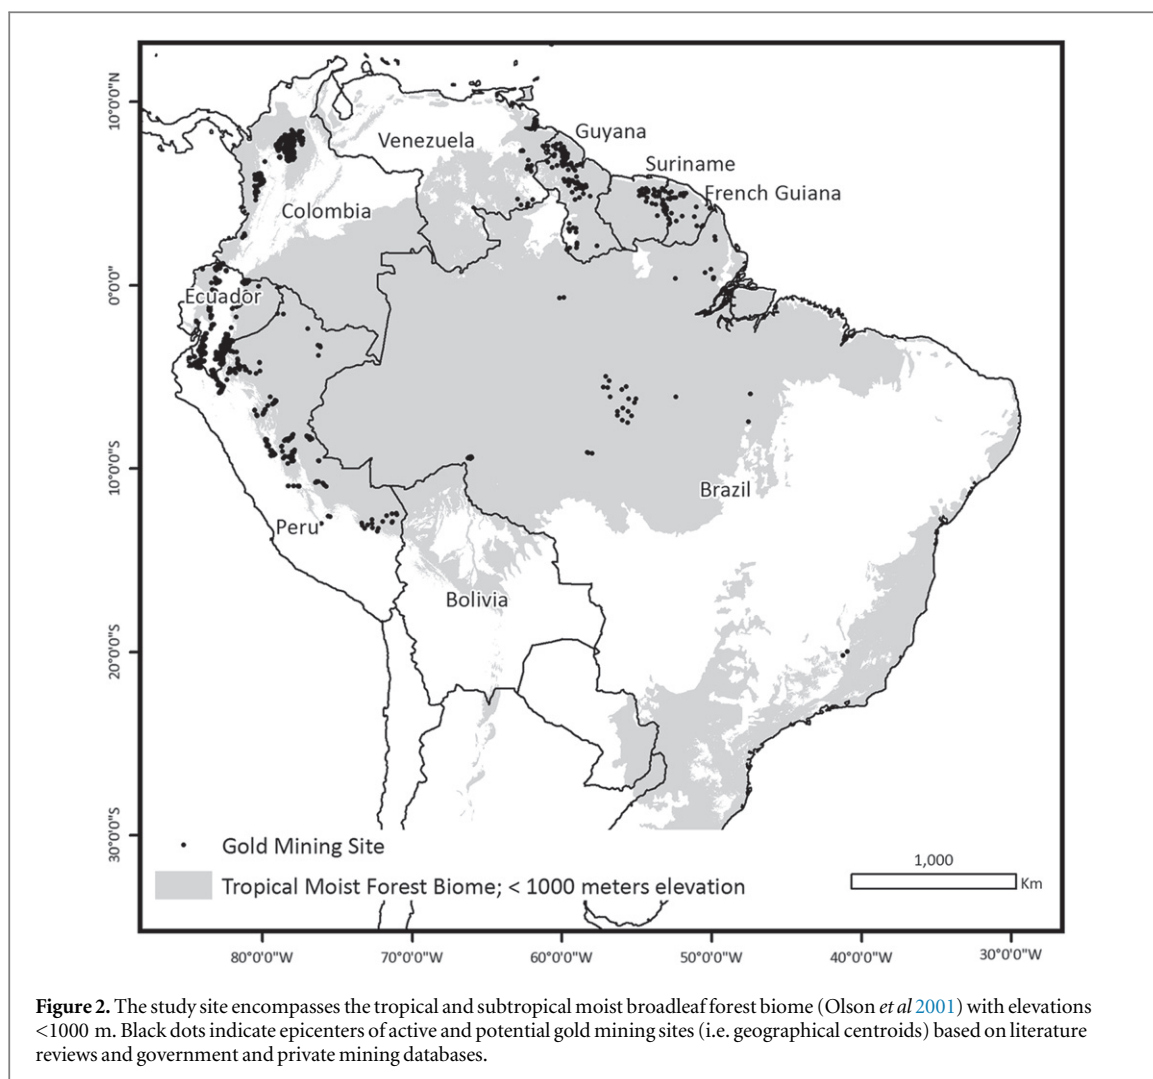 10°0'0"N
Venezuela
Guyana
Suriname
French Guiana
Colombia
0°0'0"
Ecuador
10°0'0"S
Brazil
Peru
Bolivia
20°0'0"S
30°0'0"S
Gold Mining Site
Tropical Moist Forest Biome; < 1000 meters elevation
1,000
Km
80°0'0"W 70°0'0"W 60°0'0"W 50°0'0"W 40°0'0"W 30°0'0"W
Figure 2. The study site encompasses the tropical and subtropical moist broadleaf forest biome (Olson et al 2001) with elevations
<1000 m. Black dots indicate epicenters of active and potential gold mining sites (i.e. geographical centroids) based on literature
reviews and government and private mining databases.